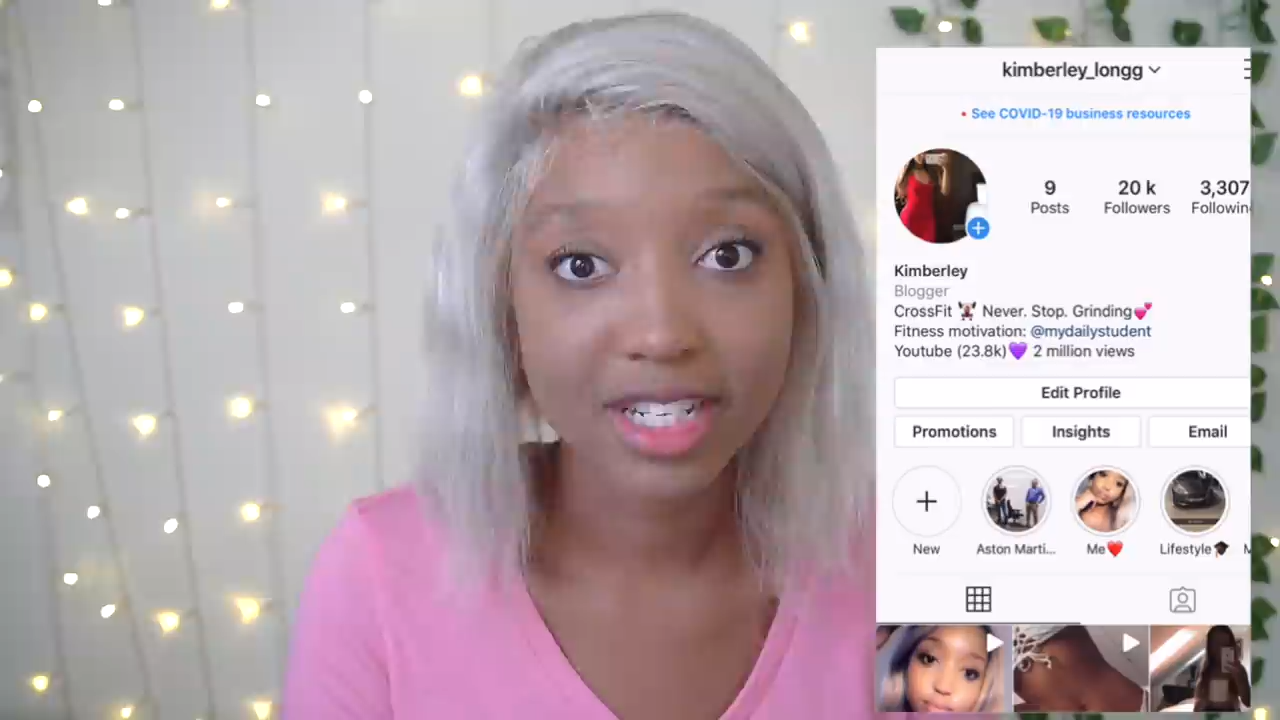 kimberley_longg
• See COVID-19 business resources
9 20 k 3,307
Posts Followers Followin
Kimberley
Blogger
CrossFit 🏋🏿‍♀️ Never. Stop. Grinding💕
Fitness motivation: @mydailystudent
Youtube (23.8k)💜 2 million views
Edit Profile
Promotions Insights Email
New Aston Marti... Me❤️ Lifestyle🎓 M